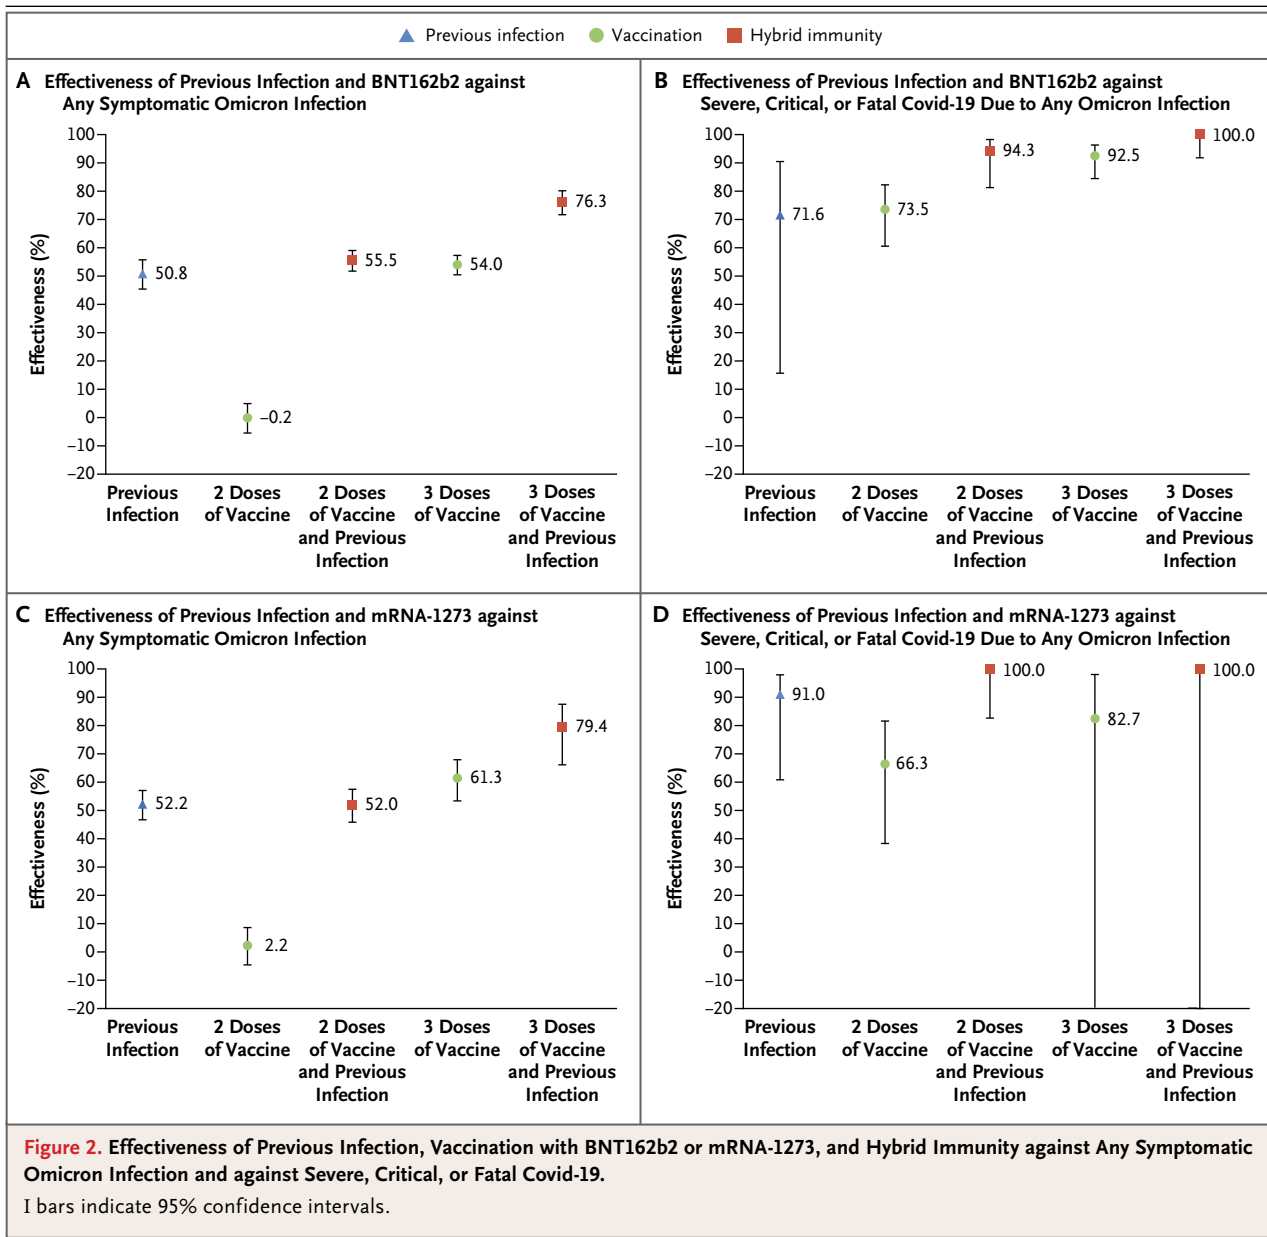 Previous infection Vaccination Hybrid immunity
A Effectiveness of Previous Infection and BNT162b2 against
Any Symptomatic Omicron Infection
Effectiveness (%)
100
90
80
70
60
50
40
30
20
10
0
–10
–20
50.8
–0.2
55.5
54.0
76.3
Previous Infection
2 Doses of Vaccine
2 Doses of Vaccine and Previous Infection
3 Doses of Vaccine
3 Doses of Vaccine and Previous Infection
B Effectiveness of Previous Infection and BNT162b2 against
Severe, Critical, or Fatal Covid-19 Due to Any Omicron Infection
Effectiveness (%)
100
90
80
70
60
50
40
30
20
10
0
–10
–20
71.6
73.5
94.3
92.5
100.0
Previous Infection
2 Doses of Vaccine
2 Doses of Vaccine and Previous Infection
3 Doses of Vaccine
3 Doses of Vaccine and Previous Infection
C Effectiveness of Previous Infection and mRNA-1273 against
Any Symptomatic Omicron Infection
Effectiveness (%)
100
90
80
70
60
50
40
30
20
10
0
–10
–20
52.2
2.2
52.0
61.3
79.4
Previous Infection
2 Doses of Vaccine
2 Doses of Vaccine and Previous Infection
3 Doses of Vaccine
3 Doses of Vaccine and Previous Infection
D Effectiveness of Previous Infection and mRNA-1273 against
Severe, Critical, or Fatal Covid-19 Due to Any Omicron Infection
Effectiveness (%)
100
90
80
70
60
50
40
30
20
10
0
–10
–20
91.0
66.3
100.0
82.7
100.0
Previous Infection
2 Doses of Vaccine
2 Doses of Vaccine and Previous Infection
3 Doses of Vaccine
3 Doses of Vaccine and Previous Infection
Figure 2. Effectiveness of Previous Infection, Vaccination with BNT162b2 or mRNA-1273, and Hybrid Immunity against Any Symptomatic
Omicron Infection and against Severe, Critical, or Fatal Covid-19.
I bars indicate 95% confidence intervals.